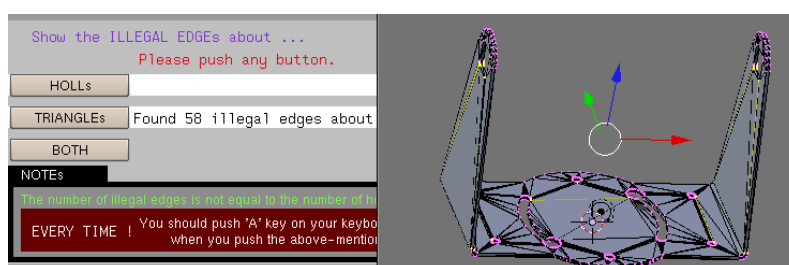 Show the ILLEGAL EDGEs about ...
Please push any button.
HOLLs
TRIANGLEs Found 58 illegal edges about
BOTH
NOTEs
The number of illegal edges is not equal to the number of
EVERY TIME ! You should push 'A' key on your keybo
when you push the above-mentio